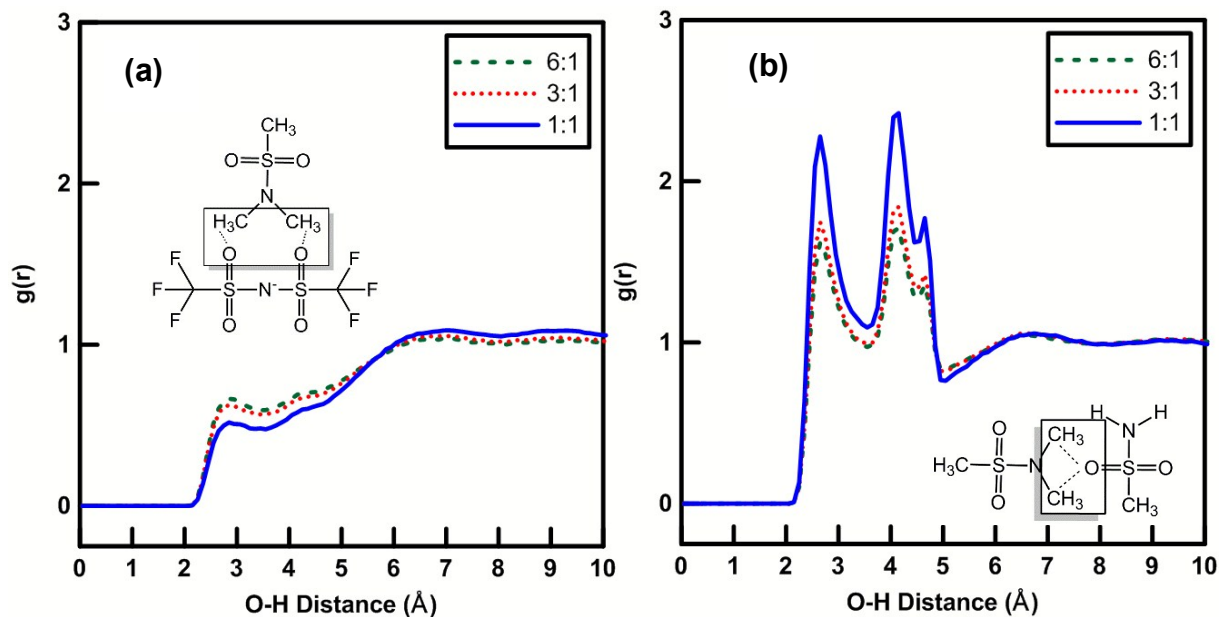 (a)
6:1
3:1
1:1
3
2
1
0
g(r)
CH3
O=S=O
N
H3C CH3
O O
F F
F S N- S F
F O O F
0 1 2 3 4 5 6 7 8 9 10
O-H Distance (Å)
(b)
6:1
3:1
1:1
3
2
1
0
g(r)
H H
O CH3 N
H3C S N O S O
O CH3 CH3
0 1 2 3 4 5 6 7 8 9 10
O-H Distance (Å)